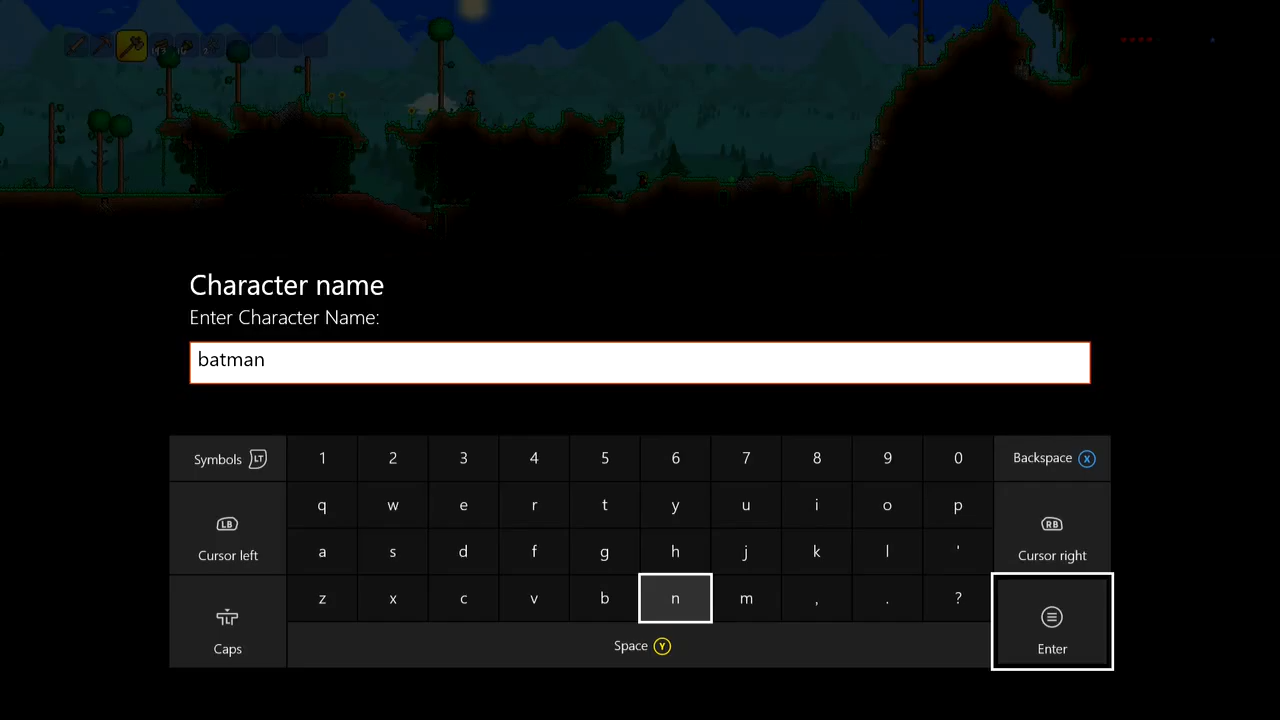 Character name
Enter Character Name:
batman
Symbols LT 1 2 3 4 5 6 7 8 9 0 Backspace X
q w e r t y u i o p
LB RB
a s d f g h j k l '
Cursor left Cursor right
z x c v b n m , . ?
LT
Space Y
Caps Enter